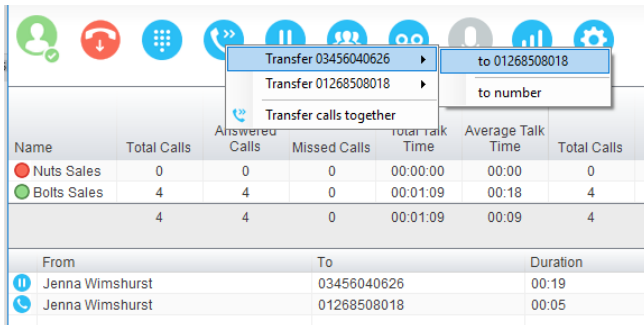 Transfer 03456040626
to 01268508018
Transfer 01268508018
to number
Transfer calls together
Name Total Calls Answered Calls Missed Calls Total Talk Time Average Talk Time Total Calls
Nuts Sales 0 0 0 00:00:00 00:00 0
Bolts Sales 4 4 0 00:01:09 00:18 4
4 4 0 00:01:09 00:09 4
From To Duration
Jenna Wimshurst 03456040626 00:19
Jenna Wimshurst 01268508018 00:05